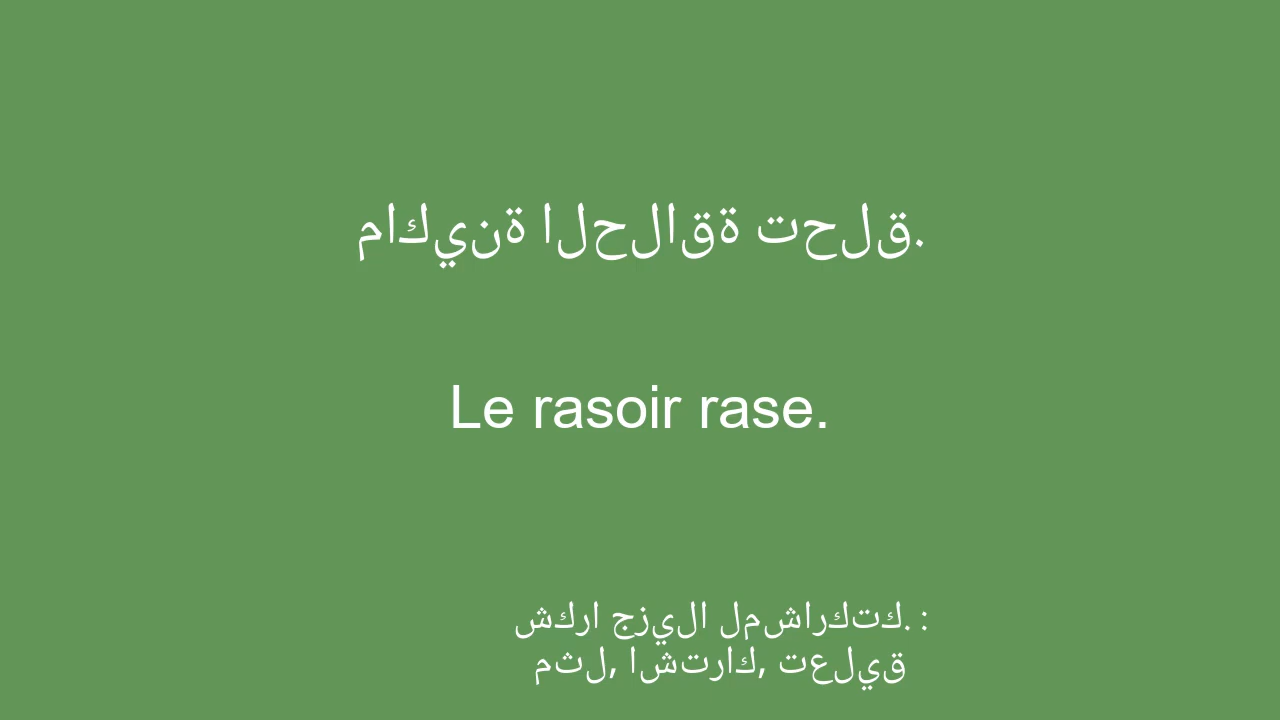 ماكينة الحلاقة تحلق.
Le rasoir rase.
شكرا جزيلا لمشاركتك. :
مثل, اشتراك, تعليق